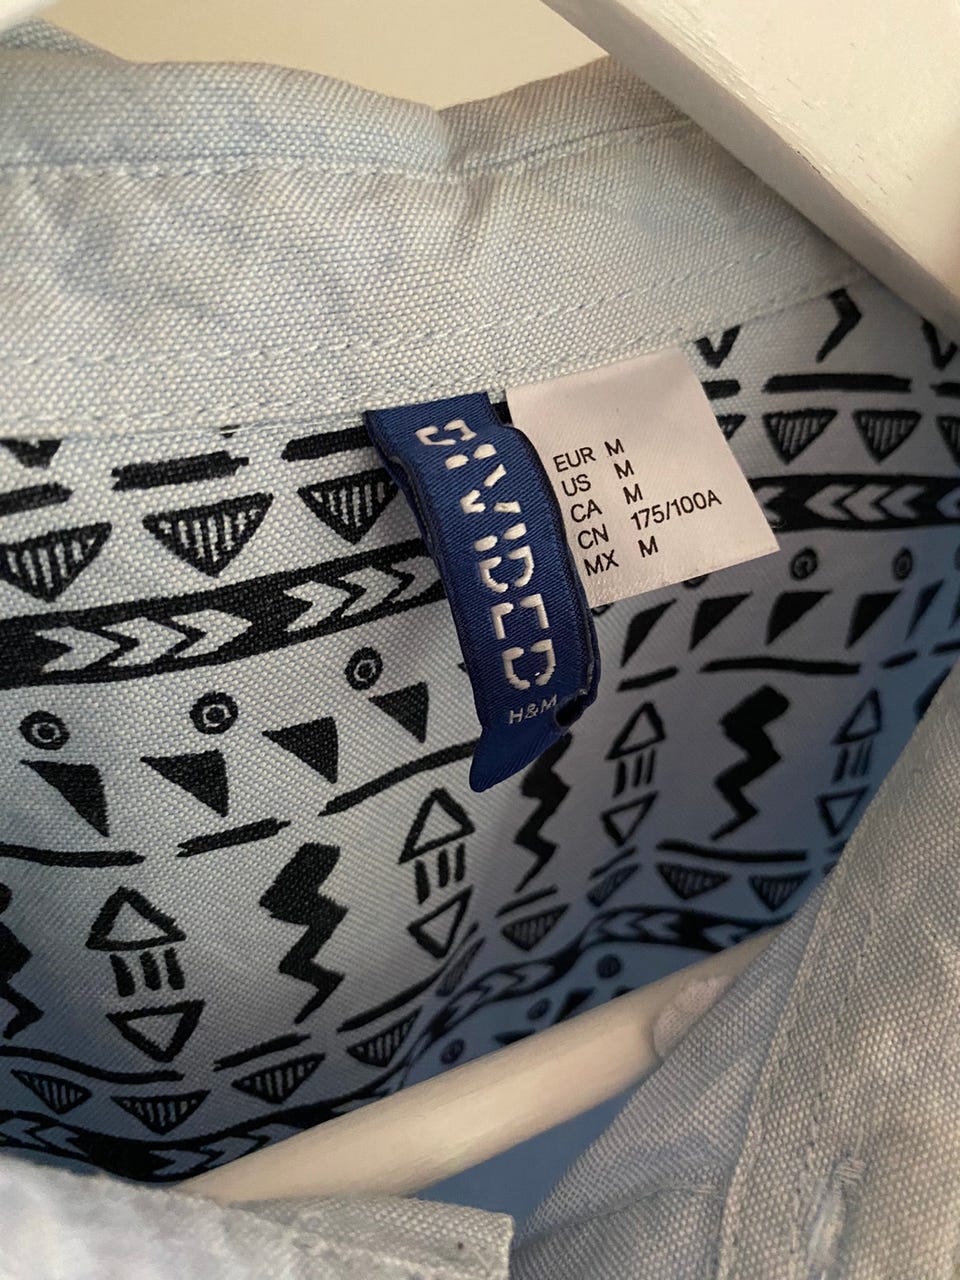 DIVIDED
H&M
EUR M
US M
CA M
CN 175/100A
MX M